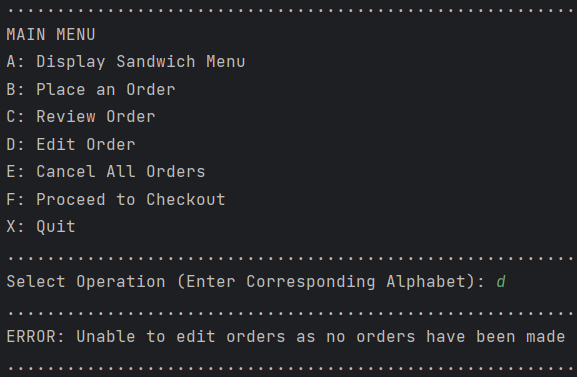 MAIN MENU
A: Display Sandwich Menu
B: Place an Order
C: Review Order
D: Edit Order
E: Cancel All Orders
F: Proceed to Checkout
X: Quit
Select Operation (Enter Corresponding Alphabet): d
ERROR: Unable to edit orders as no orders have been made